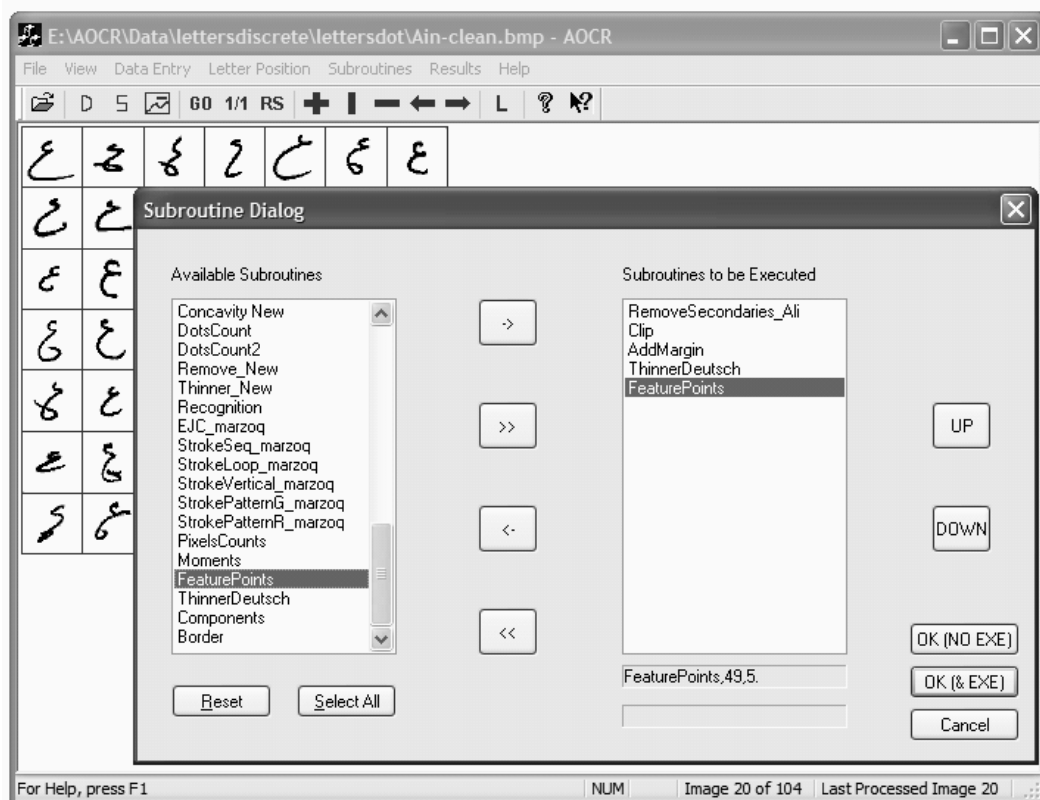 E:\AOCR\Data\lettersdiscrete\lettersdot\Ain-clean.bmp - AOCR
File View Data Entry Letter Position Subroutines Results Help
D S GO 1/1 RS L
ع ع ع ع ع ع ع
ع ع
ع ع
ع ع
ع ع
ع ع
ع ع
Subroutine Dialog
Available Subroutines
Concavity New
DotsCount
DotsCount2
Remove_New
Thinner_New
Recognition
EJC_marzoq
StrokeSeq_marzoq
StrokeLoop_marzoq
StrokeVertical_marzoq
StrokePatternG_marzoq
StrokePatternR_marzoq
PixelsCounts
Moments
FeaturePoints
ThinnerDeutsch
Components
Border
Reset
Select All
->
>>
<-
<<
Subroutines to be Executed
RemoveSecondaries_Ali
Clip
AddMargin
ThinnerDeutsch
FeaturePoints
FeaturePoints,49,5.
UP
DOWN
OK (NO EXE)
OK (& EXE)
Cancel
For Help, press F1
NUM
Image 20 of 104
Last Processed Image 20